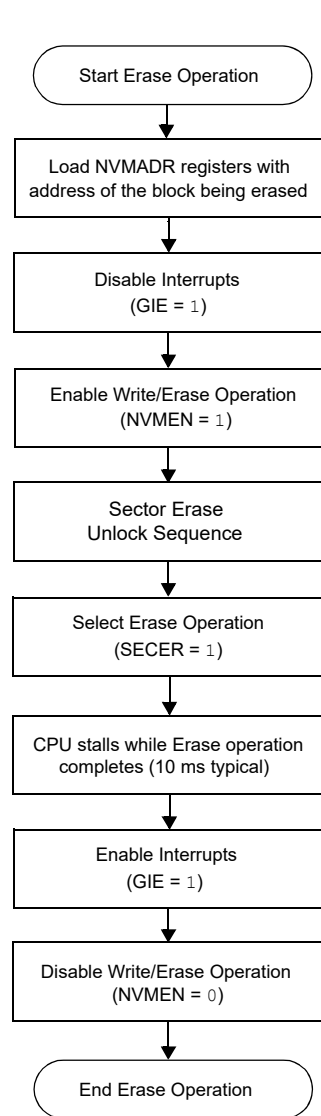 Start Erase Operation
Load NVMADR registers with
address of the block being erased
Disable Interrupts
(GIE = 1)
Enable Write/Erase Operation
(NVMEN = 1)
Sector Erase
Unlock Sequence
Select Erase Operation
(SECER = 1)
CPU stalls while Erase operation
completes (10 ms typical)
Enable Interrupts
(GIE = 1)
Disable Write/Erase Operation
(NVMEN = 0)
End Erase Operation